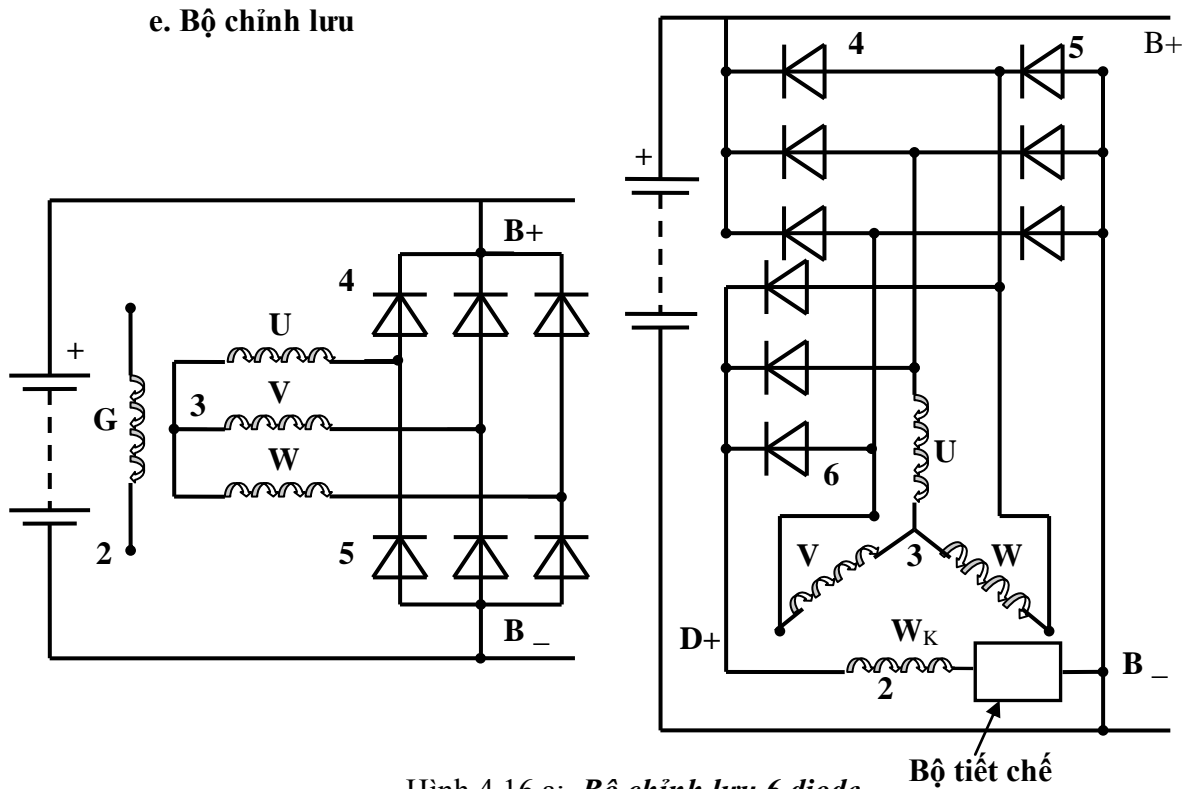 e. Bộ chỉnh lưu
B+
4
5
+
B+
4
U
+
V
3
G
W
2
5
B _
6
U
V
3
W
D+
W_K
2
B _
Bộ tiết chế
Hình 4.16 a: Bộ chỉnh lưu 6 diode